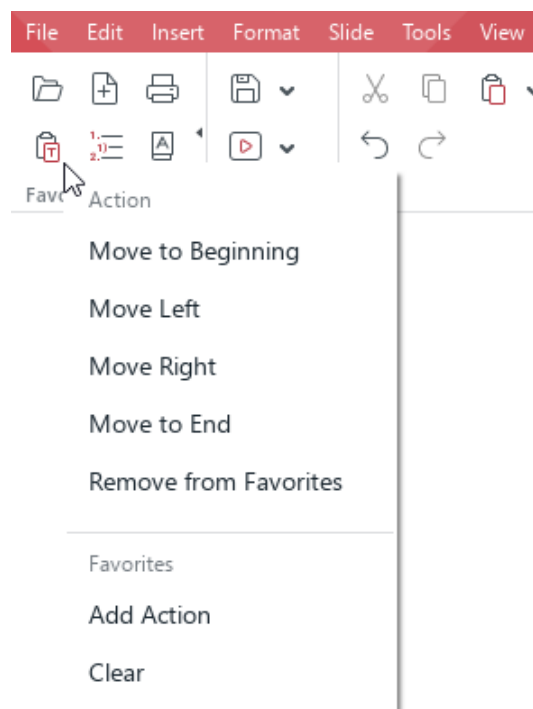 File Edit Insert Format Slide Tools View
Action
Move to Beginning
Move Left
Move Right
Move to End
Remove from Favorites
Favorites
Add Action
Clear